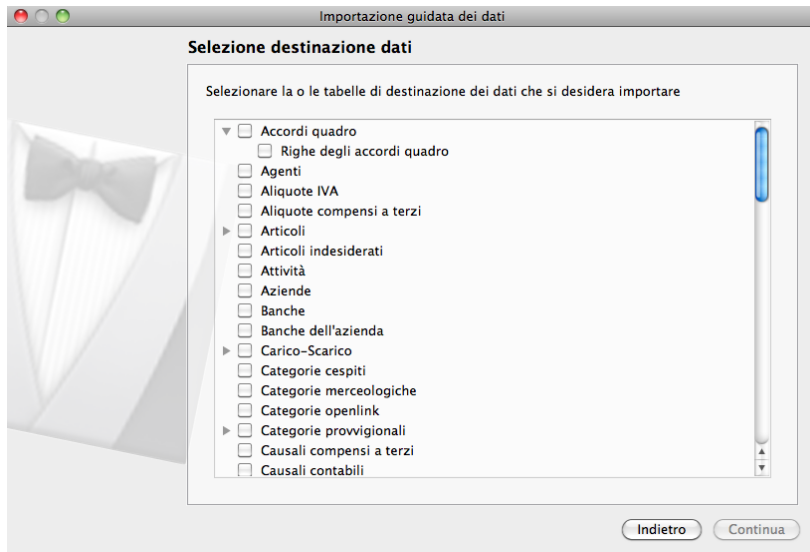 Importazione guidata dei dati
Selezione destinazione dati
Selezionare la o le tabelle di destinazione dei dati che si desidera importare
Accordi quadro
Righe degli accordi quadro
Agenti
Aliquote IVA
Aliquote compensi a terzi
Articoli
Articoli indesiderati
Attività
Aziende
Banche
Banche dell'azienda
Carico-Scarico
Categorie cespiti
Categorie merceologiche
Categorie openlink
Categorie provvigionali
Causali compensi a terzi
Causali contabili
Indietro Continua